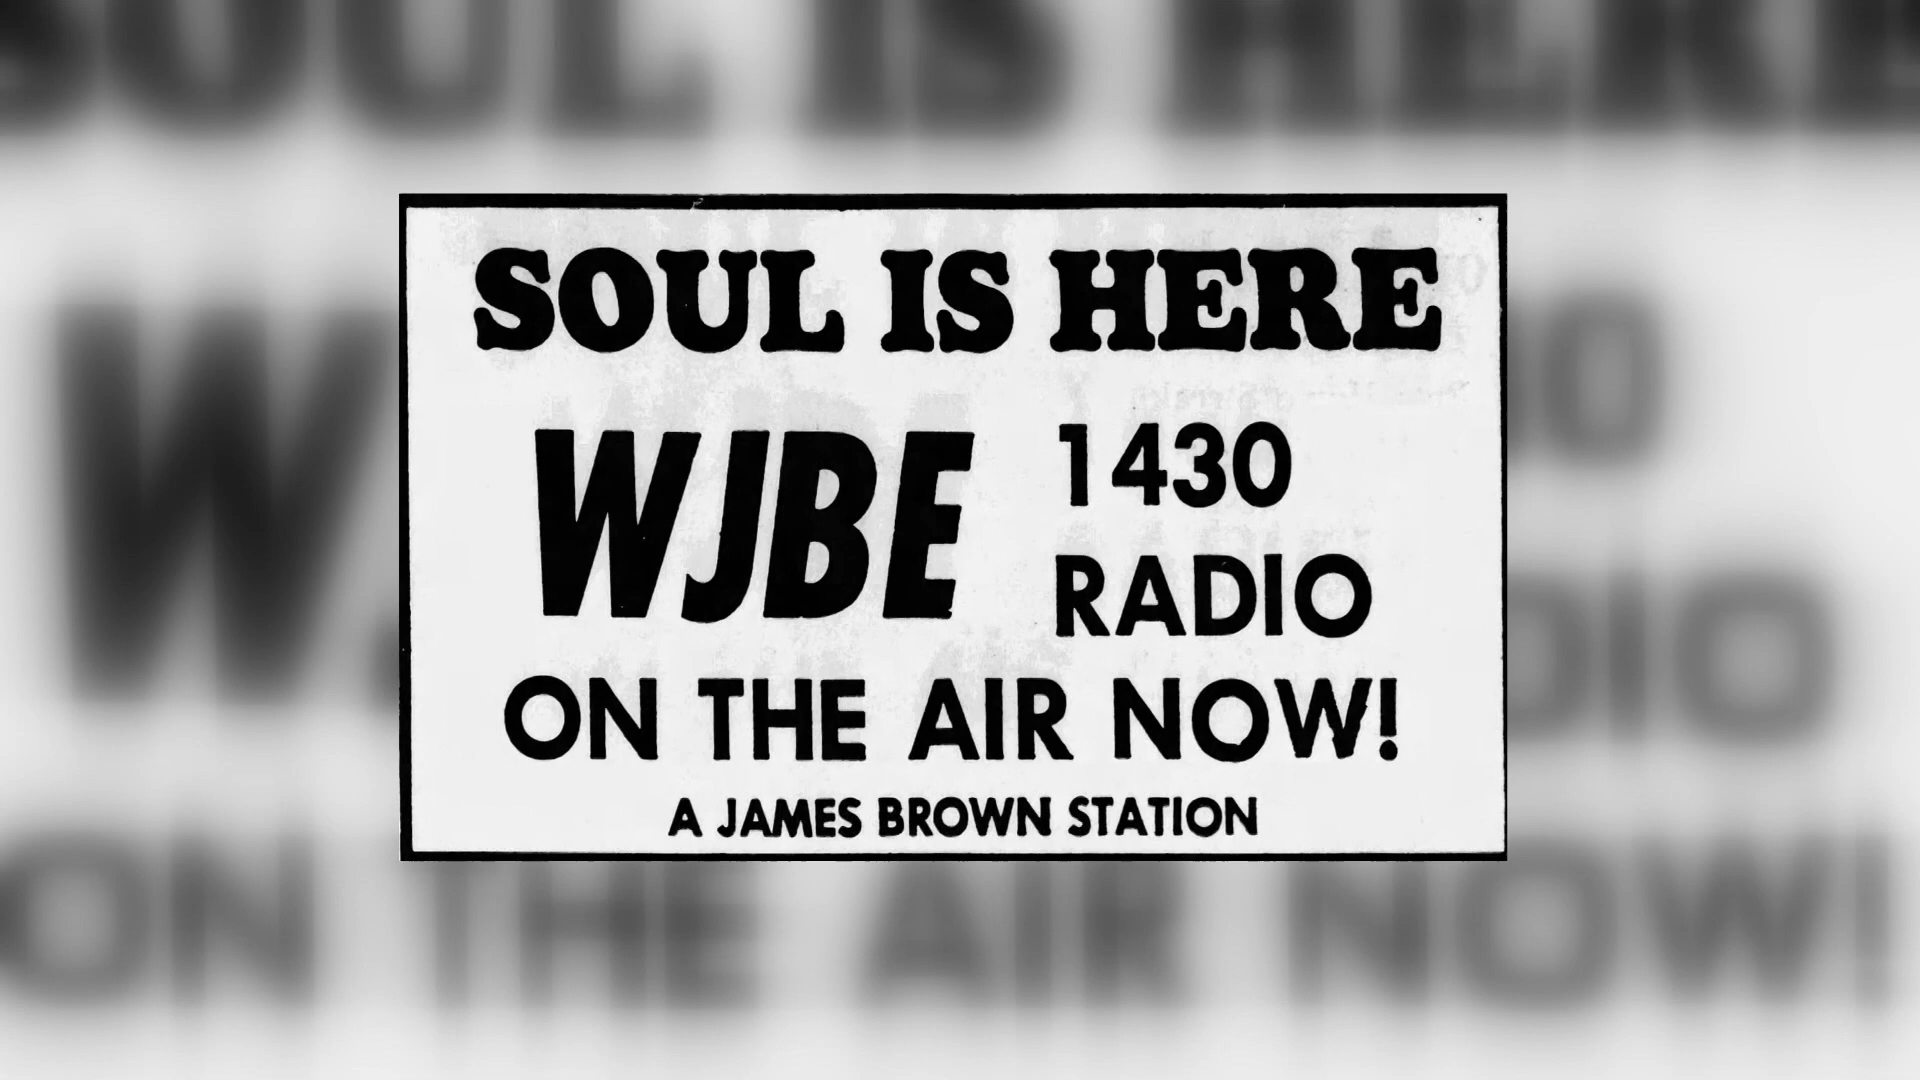 SOUL IS HERE
WJBE 1430
RADIO
ON THE AIR NOW!
A JAMES BROWN STATION